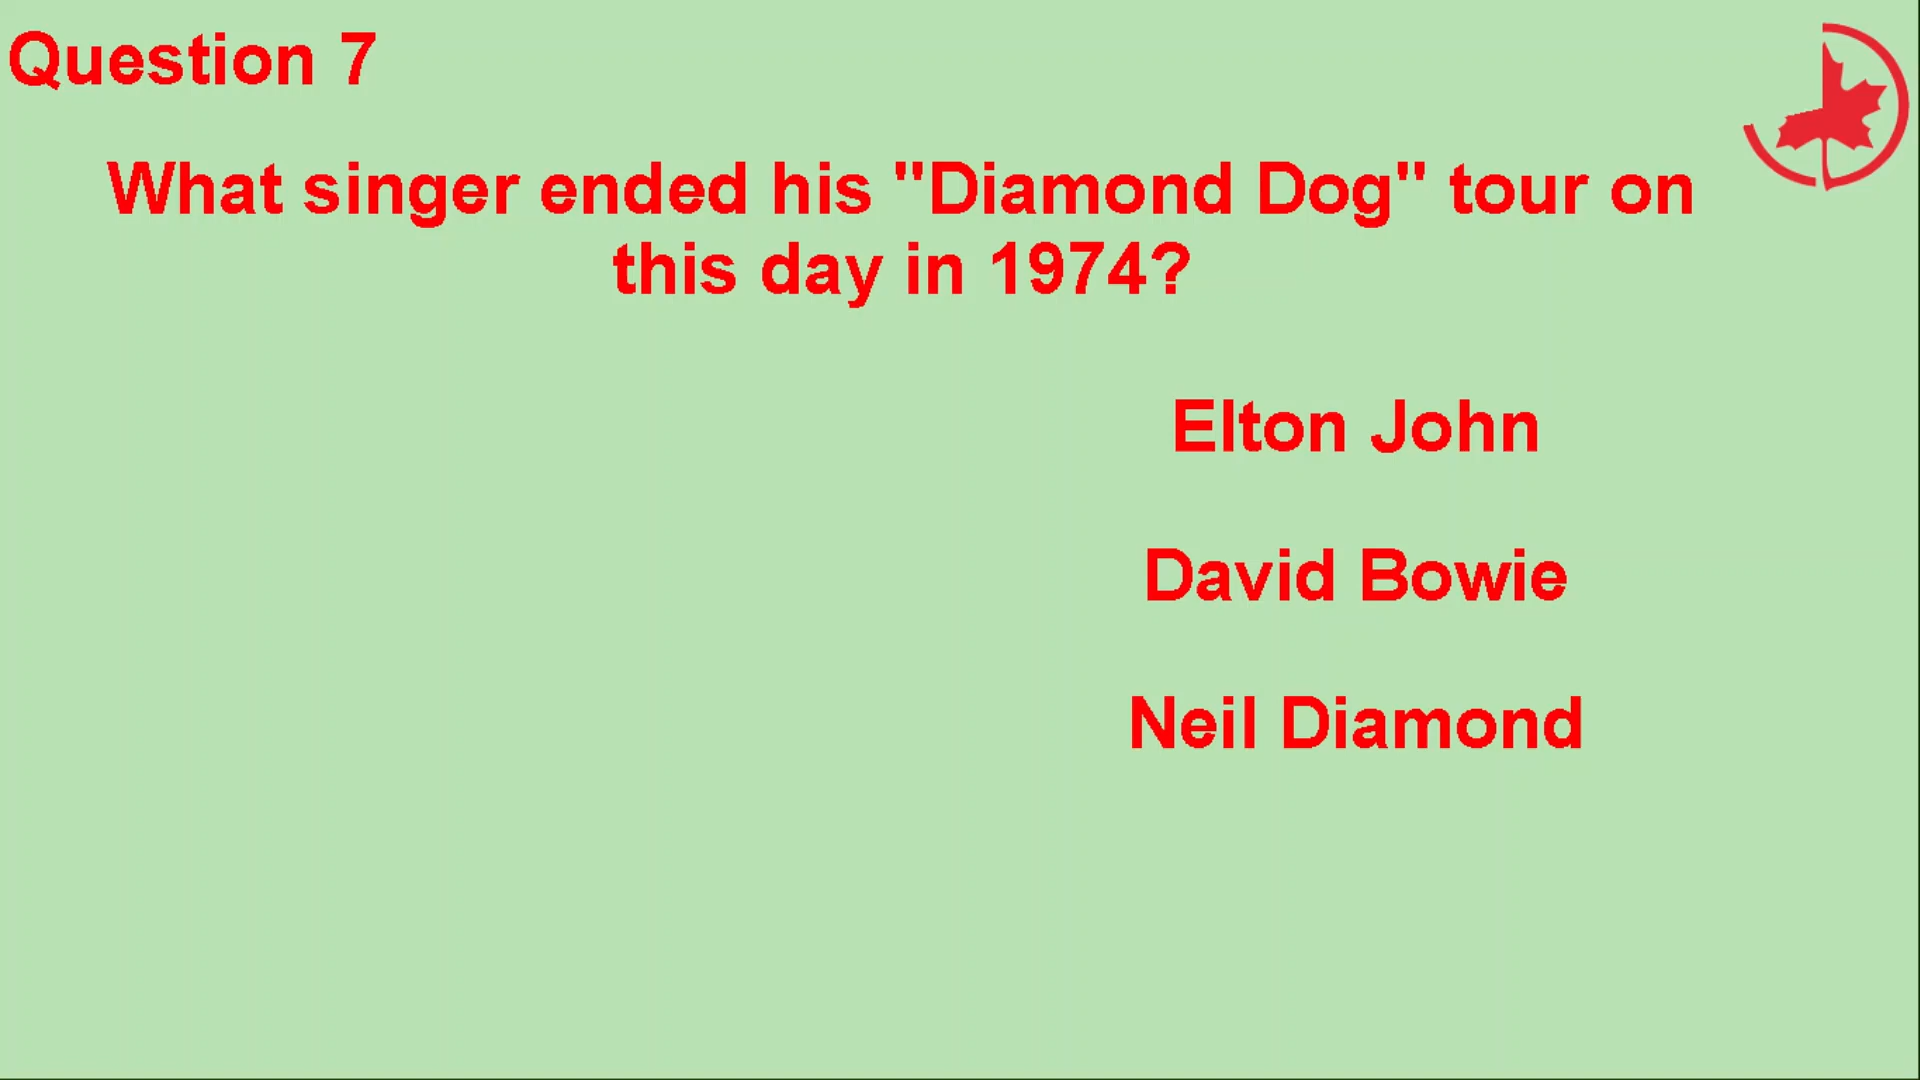 Question 7
What singer ended his "Diamond Dog" tour on
this day in 1974?
Elton John
David Bowie
Neil Diamond